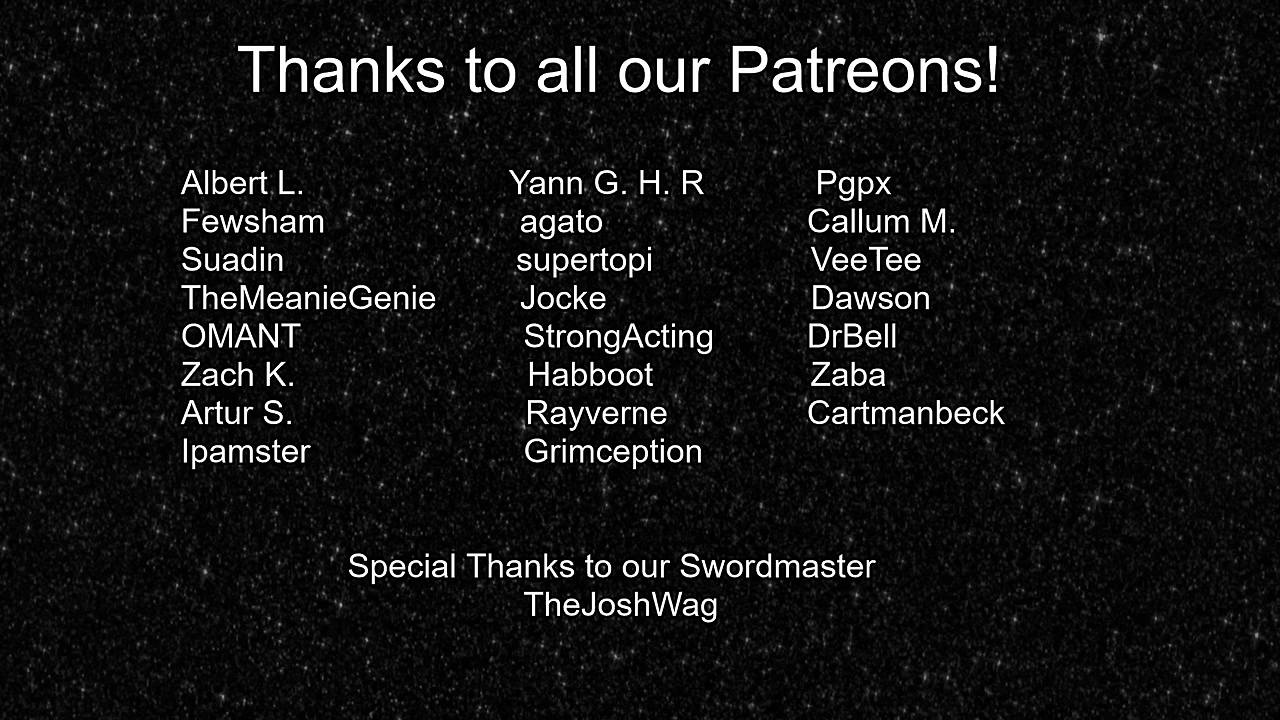 Thanks to all our Patreons!
Albert L. Yann G. H. R Pgpx
Fewsham agato Callum M.
Suadin supertopi VeeTee
TheMeanieGenie Jocke Dawson
OMANT StrongActing DrBell
Zach K. Habboot Zaba
Artur S. Rayverne Cartmanbeck
Ipamster Grimception
Special Thanks to our Swordmaster
TheJoshWag